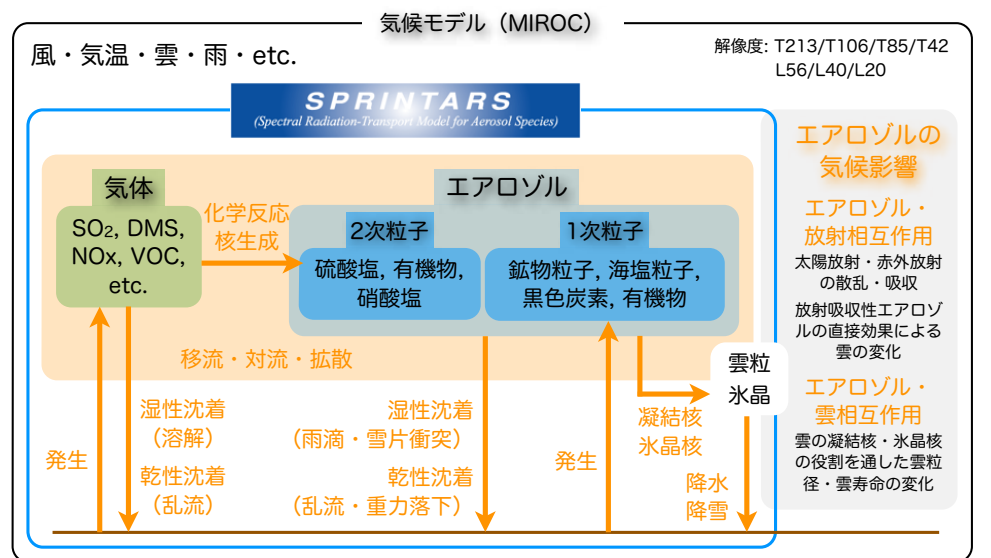 気候モデル（MIROC）
風・気温・雲・雨・etc.
解像度: T213/T106/T85/T42
L56/L40/L20
SPRINTARS
(Spectral Radiation-Transport Model for Aerosol Species)
気体
SO2, DMS,
NOx, VOC,
etc.
化学反応
核生成
エアロゾル
2次粒子
硫酸塩, 有機物,
硝酸塩
1次粒子
鉱物粒子, 海塩粒子,
黒色炭素, 有機物
移流・対流・拡散
発生
湿性沈着
（溶解）
乾性沈着
（乱流）
湿性沈着
（雨滴・雪片衝突）
乾性沈着
（乱流・重力落下）
発生
凝結核
氷晶核
雲粒
氷晶
降水
降雪
エアロゾルの
気候影響
エアロゾル・
放射相互作用
太陽放射・赤外放射
の散乱・吸収
放射吸収性エアロゾ
ルの直接効果による
雲の変化
エアロゾル・
雲相互作用
雲の凝結核・氷晶核
の役割を通した雲粒
径・雲寿命の変化